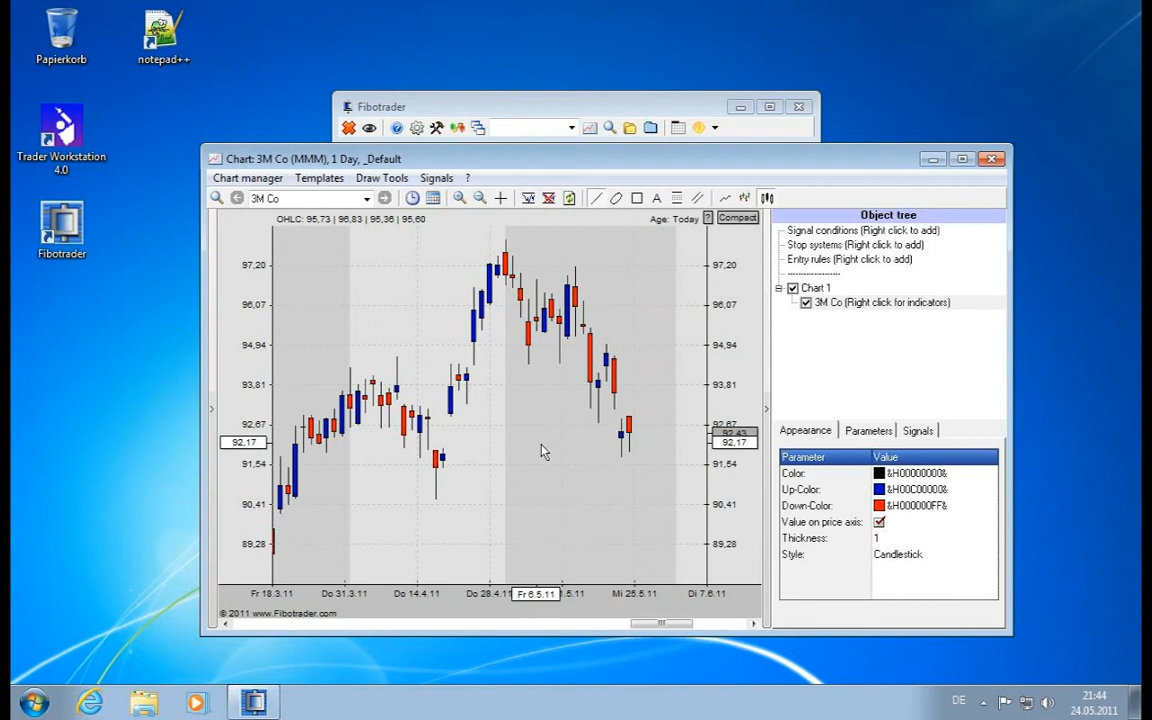 Papierkorb
notepad++
Trader Workstation
4.0
Fibotrader
Fibotrader
Chart: 3M Co (MMM), 1 Day, _Default
Chart manager Templates Draw Tools Signals ?
3M Co
OHLC: 95,73 | 96,83 | 95,36 | 95,60
Age: Today ? Compact
97,20 97,20
96,07 96,07
94,94 94,94
93,81 93,81
92,67 92,67
92,43
92,17 92,17
91,54 91,54
90,41 90,41
89,28 89,28
Fr 18.3.11 Do 31.3.11 Do 14.4.11 Do 28.4.11 Fr 6.5.11 Mi 25.5.11 Di 7.6.11
© 2011 www.Fibotrader.com
Object tree
Signal conditions (Right click to add)
Stop systems (Right click to add)
Entry rules (Right click to add)
--------------------
Chart 1
3M Co (Right click for indicators)
Appearance Parameters Signals
Parameter Value
Color: &H00000000&
Up-Color: &H00C00000&
Down-Color: &H000000FF&
Value on price axis:
Thickness: 1
Style: Candlestick
DE
21:44
24.05.2011